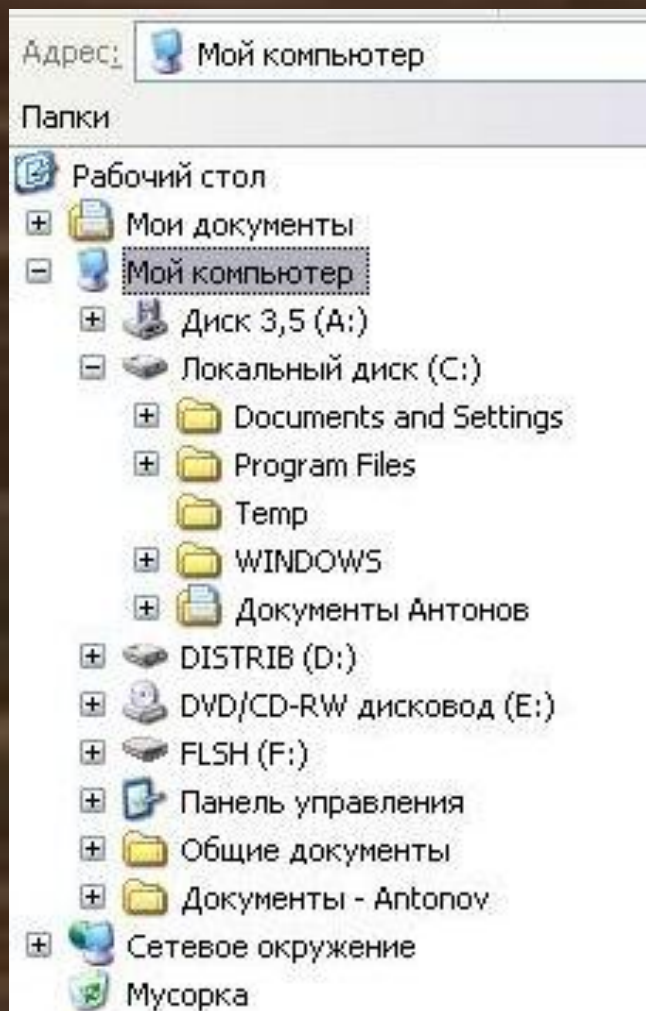 Адрес: Мой компьютер
Папки
Рабочий стол
Мои документы
Мой компьютер
Диск 3,5 (A:)
Локальный диск (C:)
Documents and Settings
Program Files
Temp
WINDOWS
Документы Антонов
DISTRIB (D:)
DVD/CD-RW дисковод (E:)
FLSH (F:)
Панель управления
Общие документы
Документы - Antonov
Сетевое окружение
Мусорка